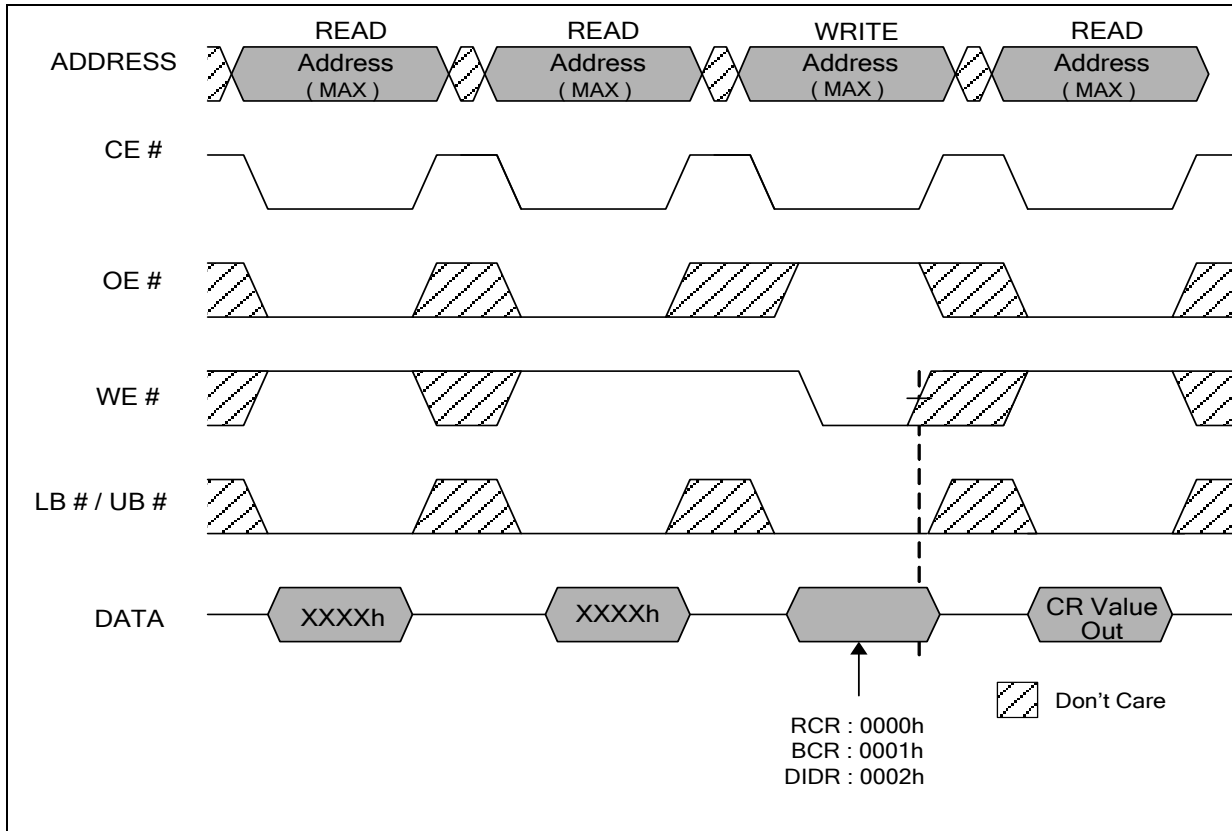 READ READ WRITE READ
ADDRESS Address Address Address Address
( MAX ) ( MAX ) ( MAX ) ( MAX )
CE #
OE #
WE #
LB # / UB #
DATA XXXXh XXXXh CR Value
Out
Don't Care
RCR : 0000h
BCR : 0001h
DIDR : 0002h